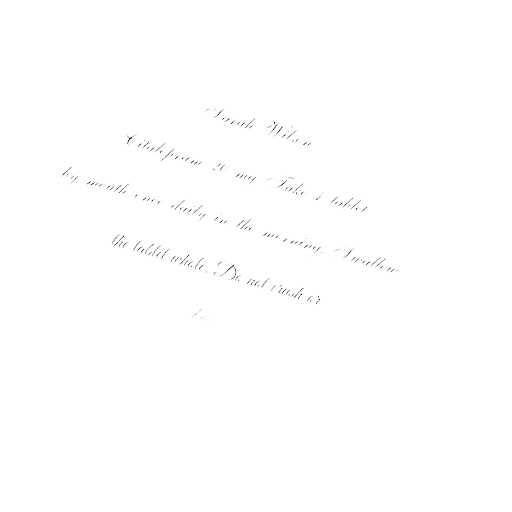 Sarah Wilson
Citalopram 20 mg Take 1 tablet
by mouth once daily in the morning. Swallow
the tablet whole. Do not crush or